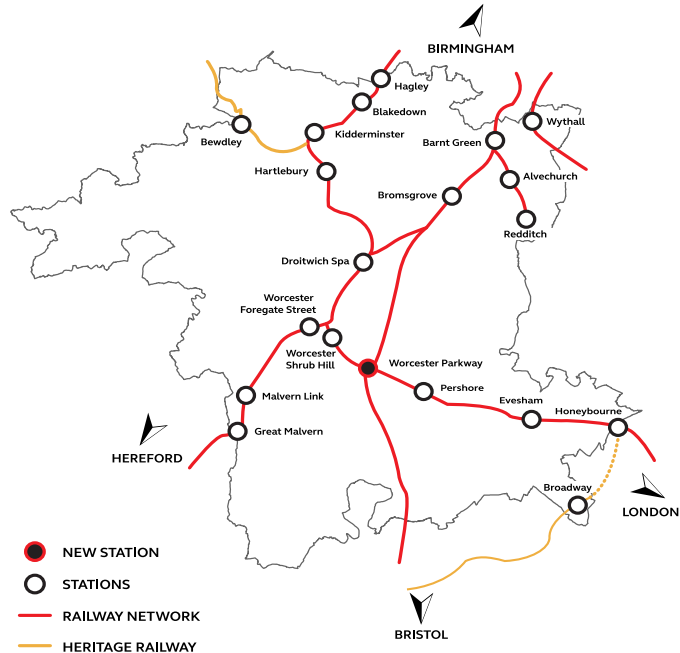 BIRMINGHAM
Hagley
Blakedown
Wythall
Bewdley
Kidderminster
Barnt Green
Hartlebury
Alvechurch
Bromsgrove
Redditch
Droitwich Spa
Worcester
Foregate Street
Worcester
Shrub Hill
Worcester Parkway
Pershore
Malvern Link
Evesham
Honeybourne
Great Malvern
HEREFORD
Broadway
LONDON
NEW STATION
STATIONS
RAILWAY NETWORK
BRISTOL
HERITAGE RAILWAY